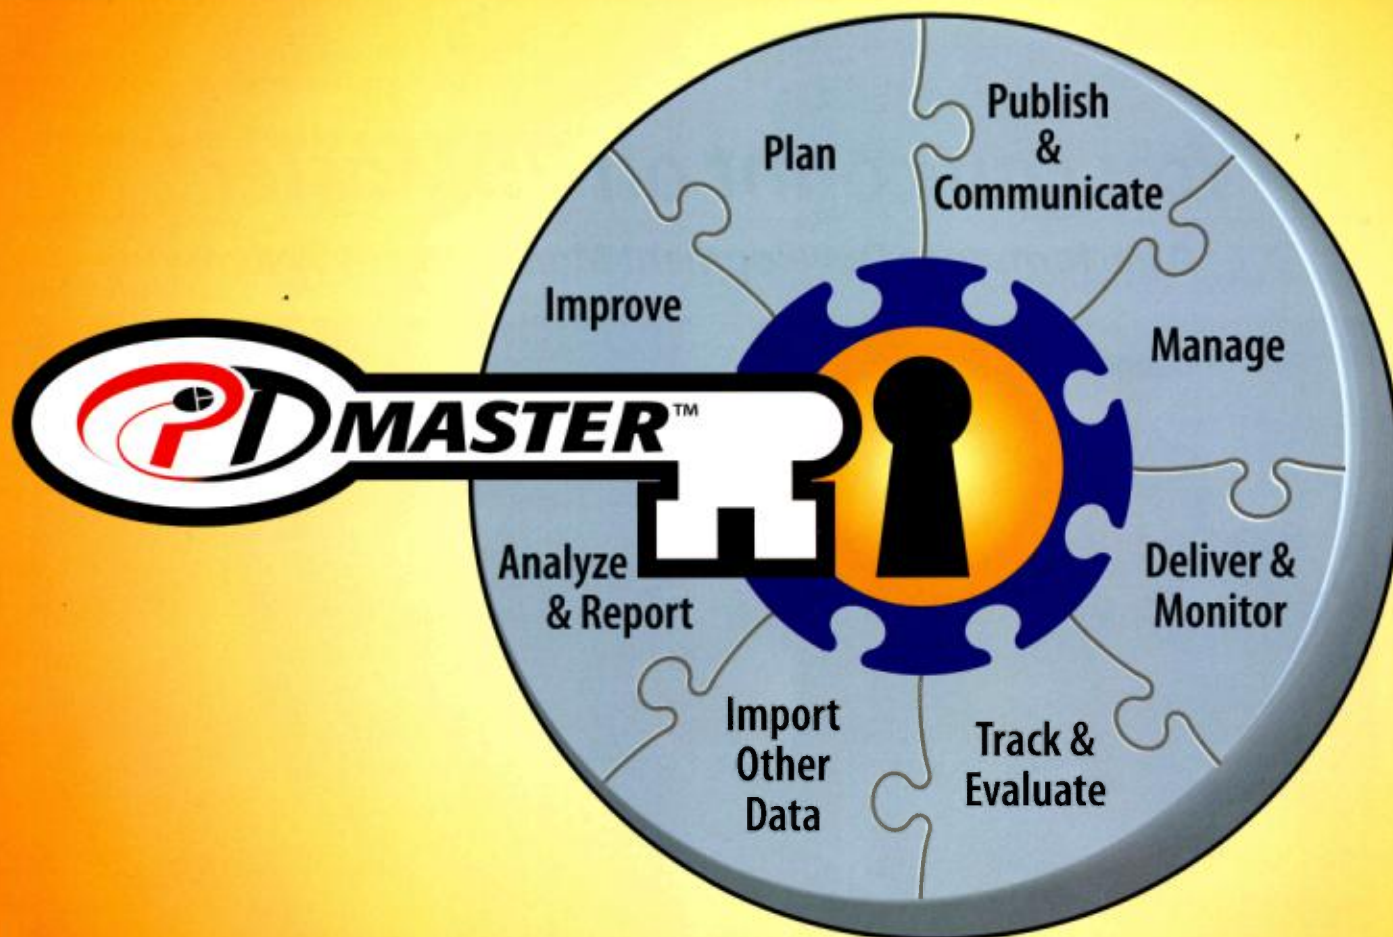 Plan
Publish
&
Communicate
Improve
Manage
PD MASTER™
Analyze
& Report
Deliver &
Monitor
Import
Other
Data
Track &
Evaluate